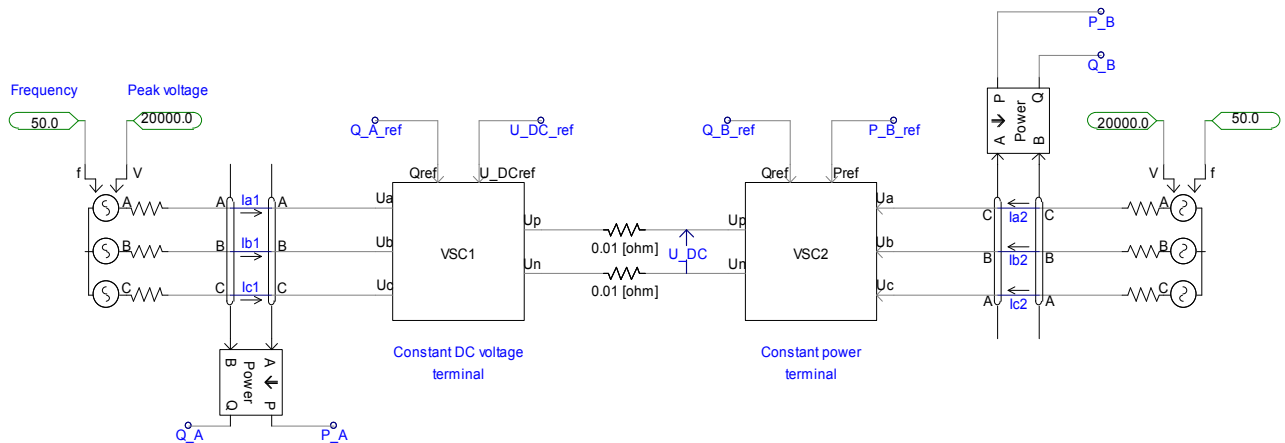 P_B
Q_B
Frequency
Peak voltage
50.0
20000.0
Q_A_ref
U_DC_ref
Q_B_ref
P_B_ref
P
Q
Power
A
B
20000.0
50.0
f
V
V
f
Qref
U_DCref
Qref
Pref
A
A
Ia1
A
Ua
Ua
C
Ia2
C
A
Up
Up
B
B
Ib1
B
Ub
VSC1
0.01 [ohm]
U_DC
VSC2
Ub
B
Ib2
B
B
Un
Un
C
C
Ic1
C
Uc
0.01 [ohm]
Uc
A
Ic2
A
C
Constant DC voltage
terminal
Constant power
terminal
B
A
Power
Q
P
Q_A
P_A